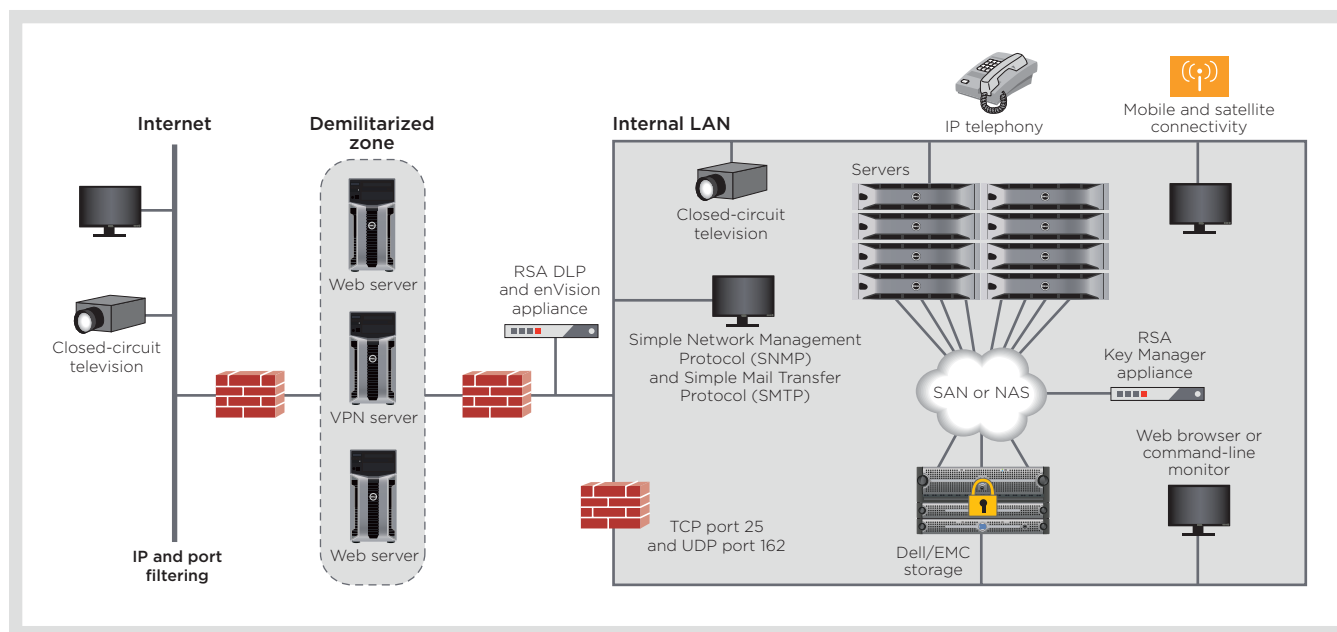 Internet
Demilitarized
zone
Internal LAN
IP telephony
Mobile and satellite
connectivity
Servers
Closed-circuit
television
Web server
RSA DLP
and enVision
appliance
Closed-circuit
television
Simple Network Management
Protocol (SNMP)
and Simple Mail Transfer
Protocol (SMTP)
RSA
Key Manager
appliance
SAN or NAS
VPN server
Web browser or
command-line
monitor
TCP port 25
and UDP port 162
IP and port
filtering
Web server
Dell/EMC
storage